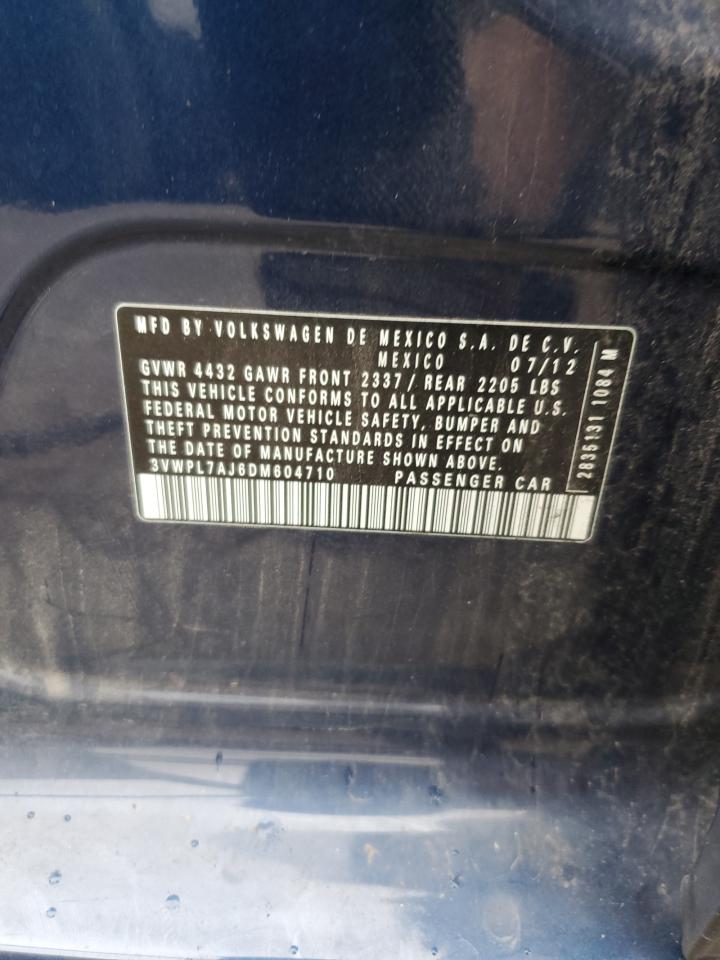 MFD BY VOLKSWAGEN DE MEXICO S.A. DE C.V.
MEXICO 07/12
GVWR 4432 GAWR FRONT 2337/ REAR 2205 LBS
THIS VEHICLE CONFORMS TO ALL APPLICABLE U.S.
FEDERAL MOTOR VEHICLE SAFETY, BUMPER AND
THEFT PREVENTION STANDARDS IN EFFECT ON
THE DATE OF MANUFACTURE SHOWN ABOVE.
3VWPL7AJ6DM604710 PASSENGER CAR
2835131 1084 M